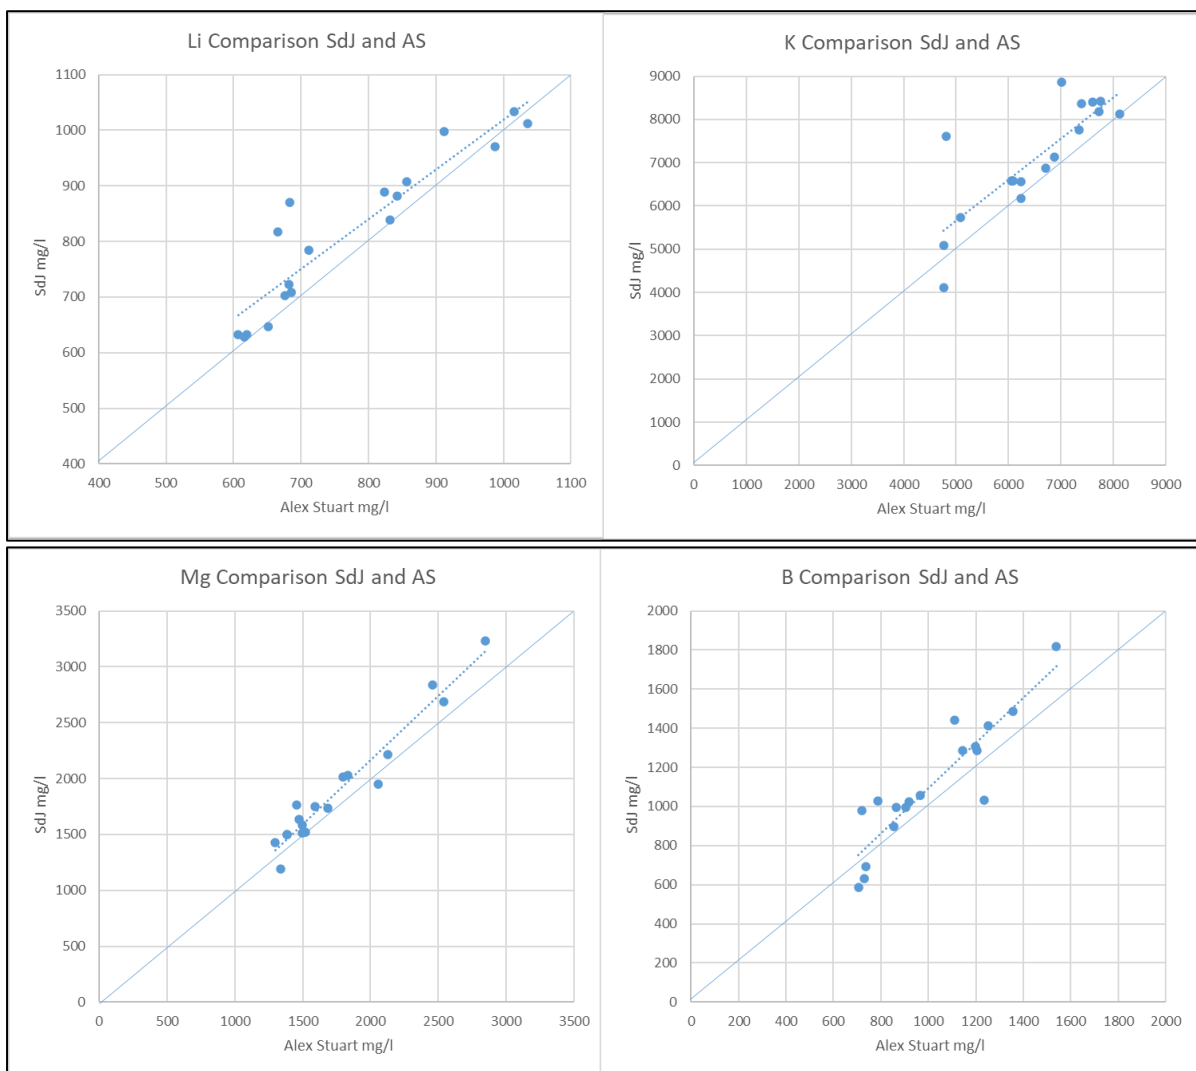 Li Comparison SdJ and AS
1100
1000
900
800
700
600
500
400
SdJ mg/l
400 500 600 700 800 900 1000 1100
Alex Stuart mg/l
K Comparison SdJ and AS
9000
8000
7000
6000
5000
4000
3000
2000
1000
0
SdJ mg/l
0 1000 2000 3000 4000 5000 6000 7000 8000 9000
Alex Stuart mg/l
Mg Comparison SdJ and AS
3500
3000
2500
2000
1500
1000
500
0
SdJ mg/l
0 500 1000 1500 2000 2500 3000 3500
Alex Stuart mg/l
B Comparison SdJ and AS
2000
1800
1600
1400
1200
1000
800
600
400
200
0
SdJ mg/l
0 200 400 600 800 1000 1200 1400 1600 1800 2000
Alex Stuart mg/l